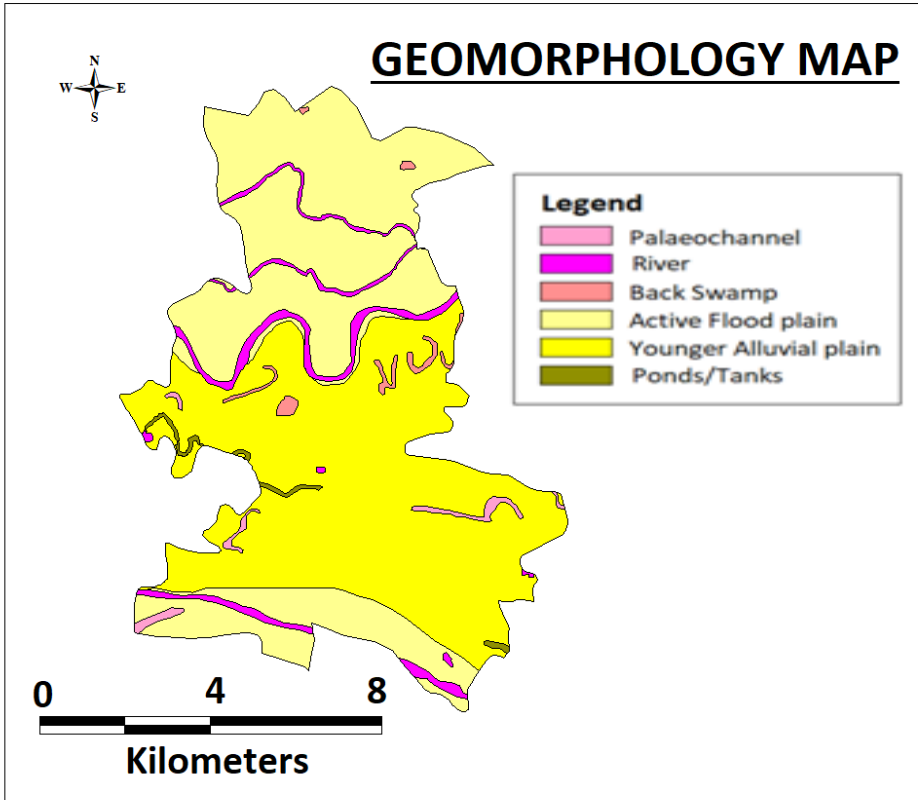 GEOMORPHOLOGY MAP
N
W E
S
Legend
Palaeochannel
River
Back Swamp
Active Flood plain
Younger Alluvial plain
Ponds/Tanks
0 4 8
Kilometers